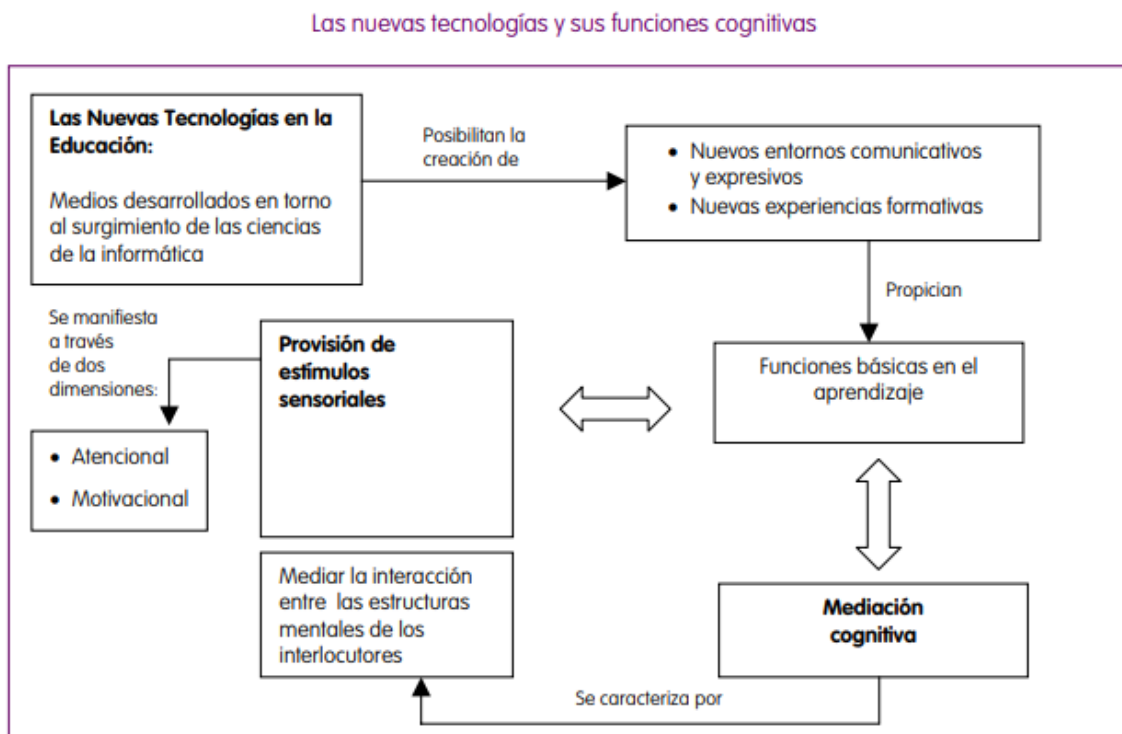 Las nuevas tecnologías y sus funciones cognitivas
Las Nuevas Tecnologías en la
Educación:
Medios desarrollados en torno
al surgimiento de las ciencias
de la informática
Posibilitan la
creación de
• Nuevos entornos comunicativos
y expresivos
• Nuevas experiencias formativas
Propician
Se manifiesta
a través
de dos
dimensiones:
Provisión de
estímulos
sensoriales
Funciones básicas en el
aprendizaje
• Atencional
• Motivacional
Mediar la interacción
entre las estructuras
mentales de los
interlocutores
Mediación
cognitiva
Se caracteriza por